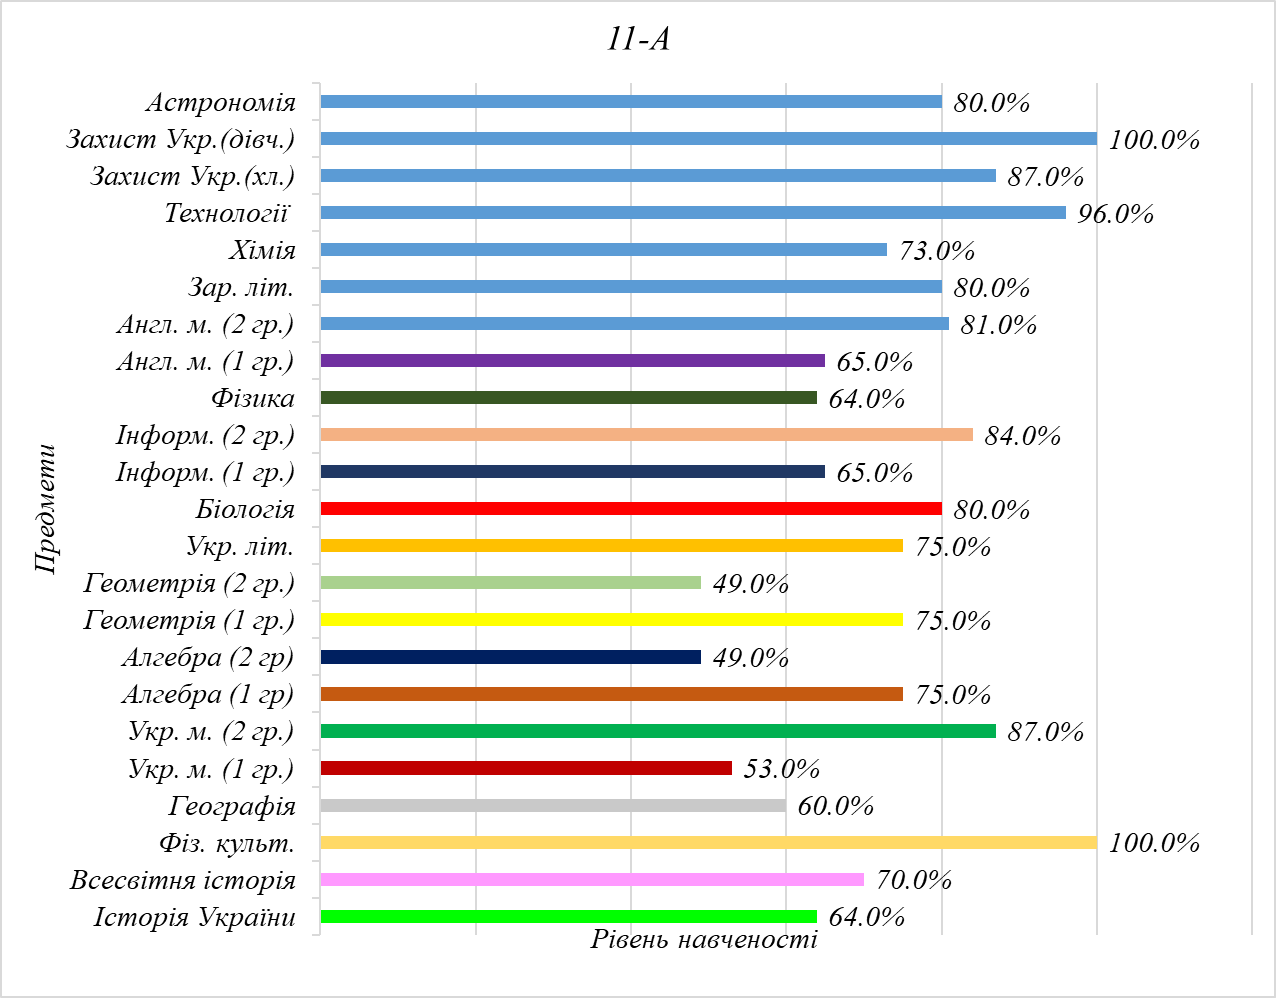 11-А
Астрономія 80.0%
Захист Укр.(дівч.) 100.0%
Захист Укр.(хл.) 87.0%
Технології 96.0%
Хімія 73.0%
Зар. літ. 80.0%
Англ. м. (2 гр.) 81.0%
Англ. м. (1 гр.) 65.0%
Фізика 64.0%
Інформ. (2 гр.) 84.0%
Інформ. (1 гр.) 65.0%
Біологія 80.0%
Укр. літ. 75.0%
Геометрія (2 гр.) 49.0%
Геометрія (1 гр.) 75.0%
Алгебра (2 гр) 49.0%
Алгебра (1 гр) 75.0%
Укр. м. (2 гр.) 87.0%
Укр. м. (1 гр.) 53.0%
Географія 60.0%
Фіз. культ. 100.0%
Всесвітня історія 70.0%
Історія України 64.0%
Предмети
Рівень навченості